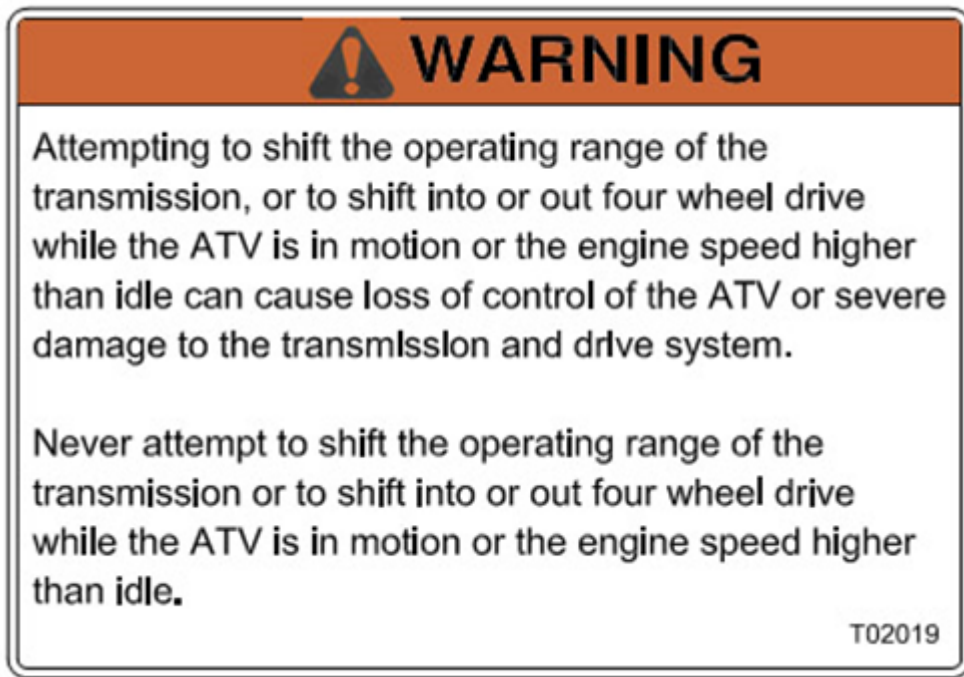 WARNING
Attempting to shift the operating range of the
transmission, or to shift into or out four wheel drive
while the ATV is in motion or the engine speed higher
than idle can cause loss of control of the ATV or severe
damage to the transmission and drive system.
Never attempt to shift the operating range of the
transmission or to shift into or out four wheel drive
while the ATV is in motion or the engine speed higher
than idle.
T02019